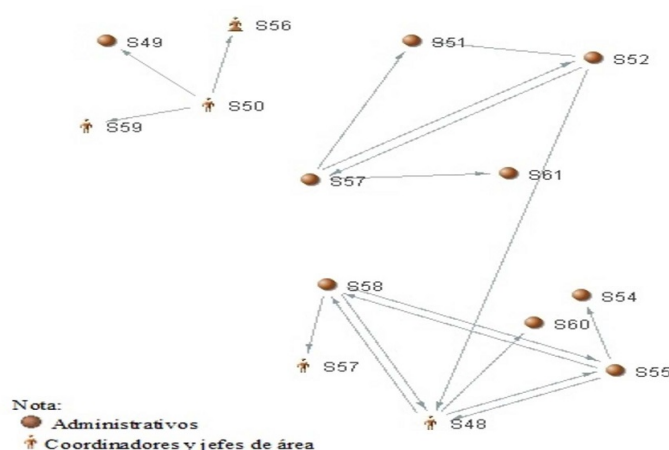 S56
S49
S51
S52
S50
S59
S57
S61
S58
S54
S60
S57
S55
S48
Nota:
Administrativos
Coordinadores y jefes de área